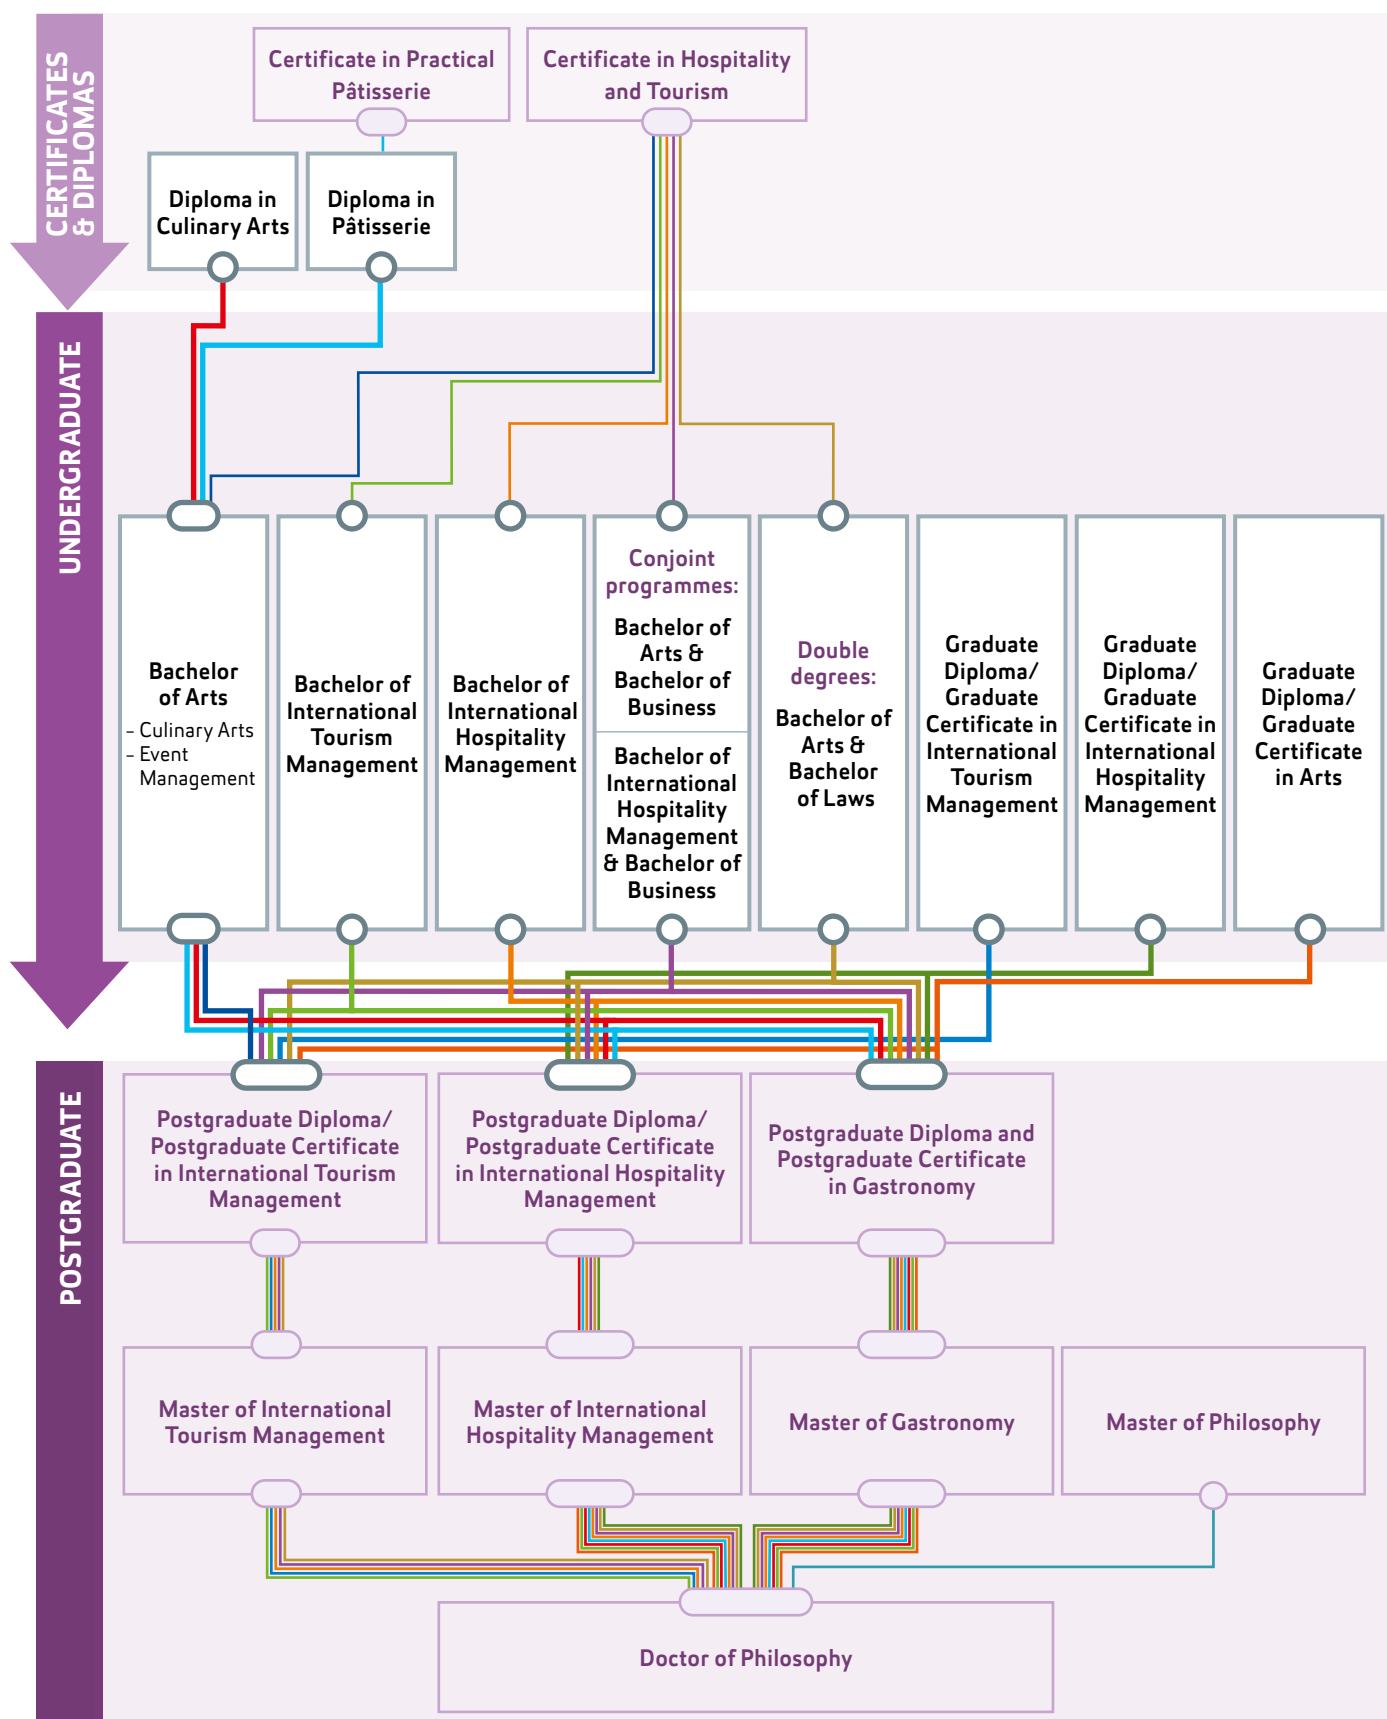 CERTIFICATES
& DIPLOMAS
Certificate in Practical
Pâtisserie
Certificate in Hospitality
and Tourism
Diploma in
Culinary Arts
Diploma in
Pâtisserie
UNDERGRADUATE
Bachelor
of Arts
– Culinary Arts
– Event
Management
Bachelor of
International
Tourism
Management
Bachelor of
International
Hospitality
Management
Conjoint
programmes:
Bachelor of
Arts &
Bachelor of
Business
Bachelor of
International
Hospitality
Management
& Bachelor of
Business
Double
degrees:
Bachelor of
Arts &
Bachelor
of Laws
Graduate
Diploma/
Graduate
Certificate in
International
Tourism
Management
Graduate
Diploma/
Graduate
Certificate in
International
Hospitality
Management
Graduate
Diploma/
Graduate
Certificate
in Arts
POSTGRADUATE
Postgraduate Diploma/
Postgraduate Certificate
in International Tourism
Management
Postgraduate Diploma/
Postgraduate Certificate
in International Hospitality
Management
Postgraduate Diploma and
Postgraduate Certificate
in Gastronomy
Master of International
Tourism Management
Master of International
Hospitality Management
Master of Gastronomy
Master of Philosophy
Doctor of Philosophy